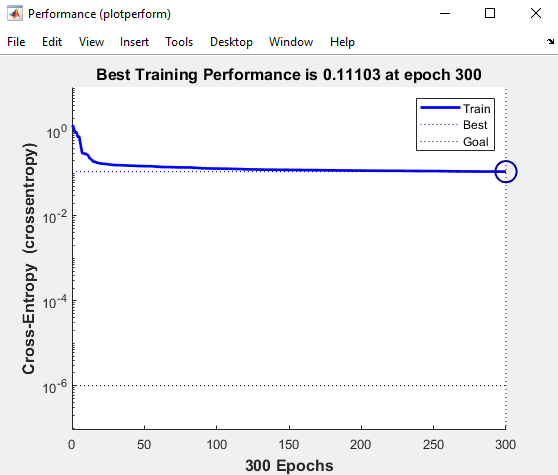 Performance (plotperform)
File Edit View Insert Tools Desktop Window Help
Best Training Performance is 0.11103 at epoch 300
Train
Best
Goal
10^0
10^-2
10^-4
10^-6
Cross-Entropy (crossentropy)
0 50 100 150 200 250 300
300 Epochs